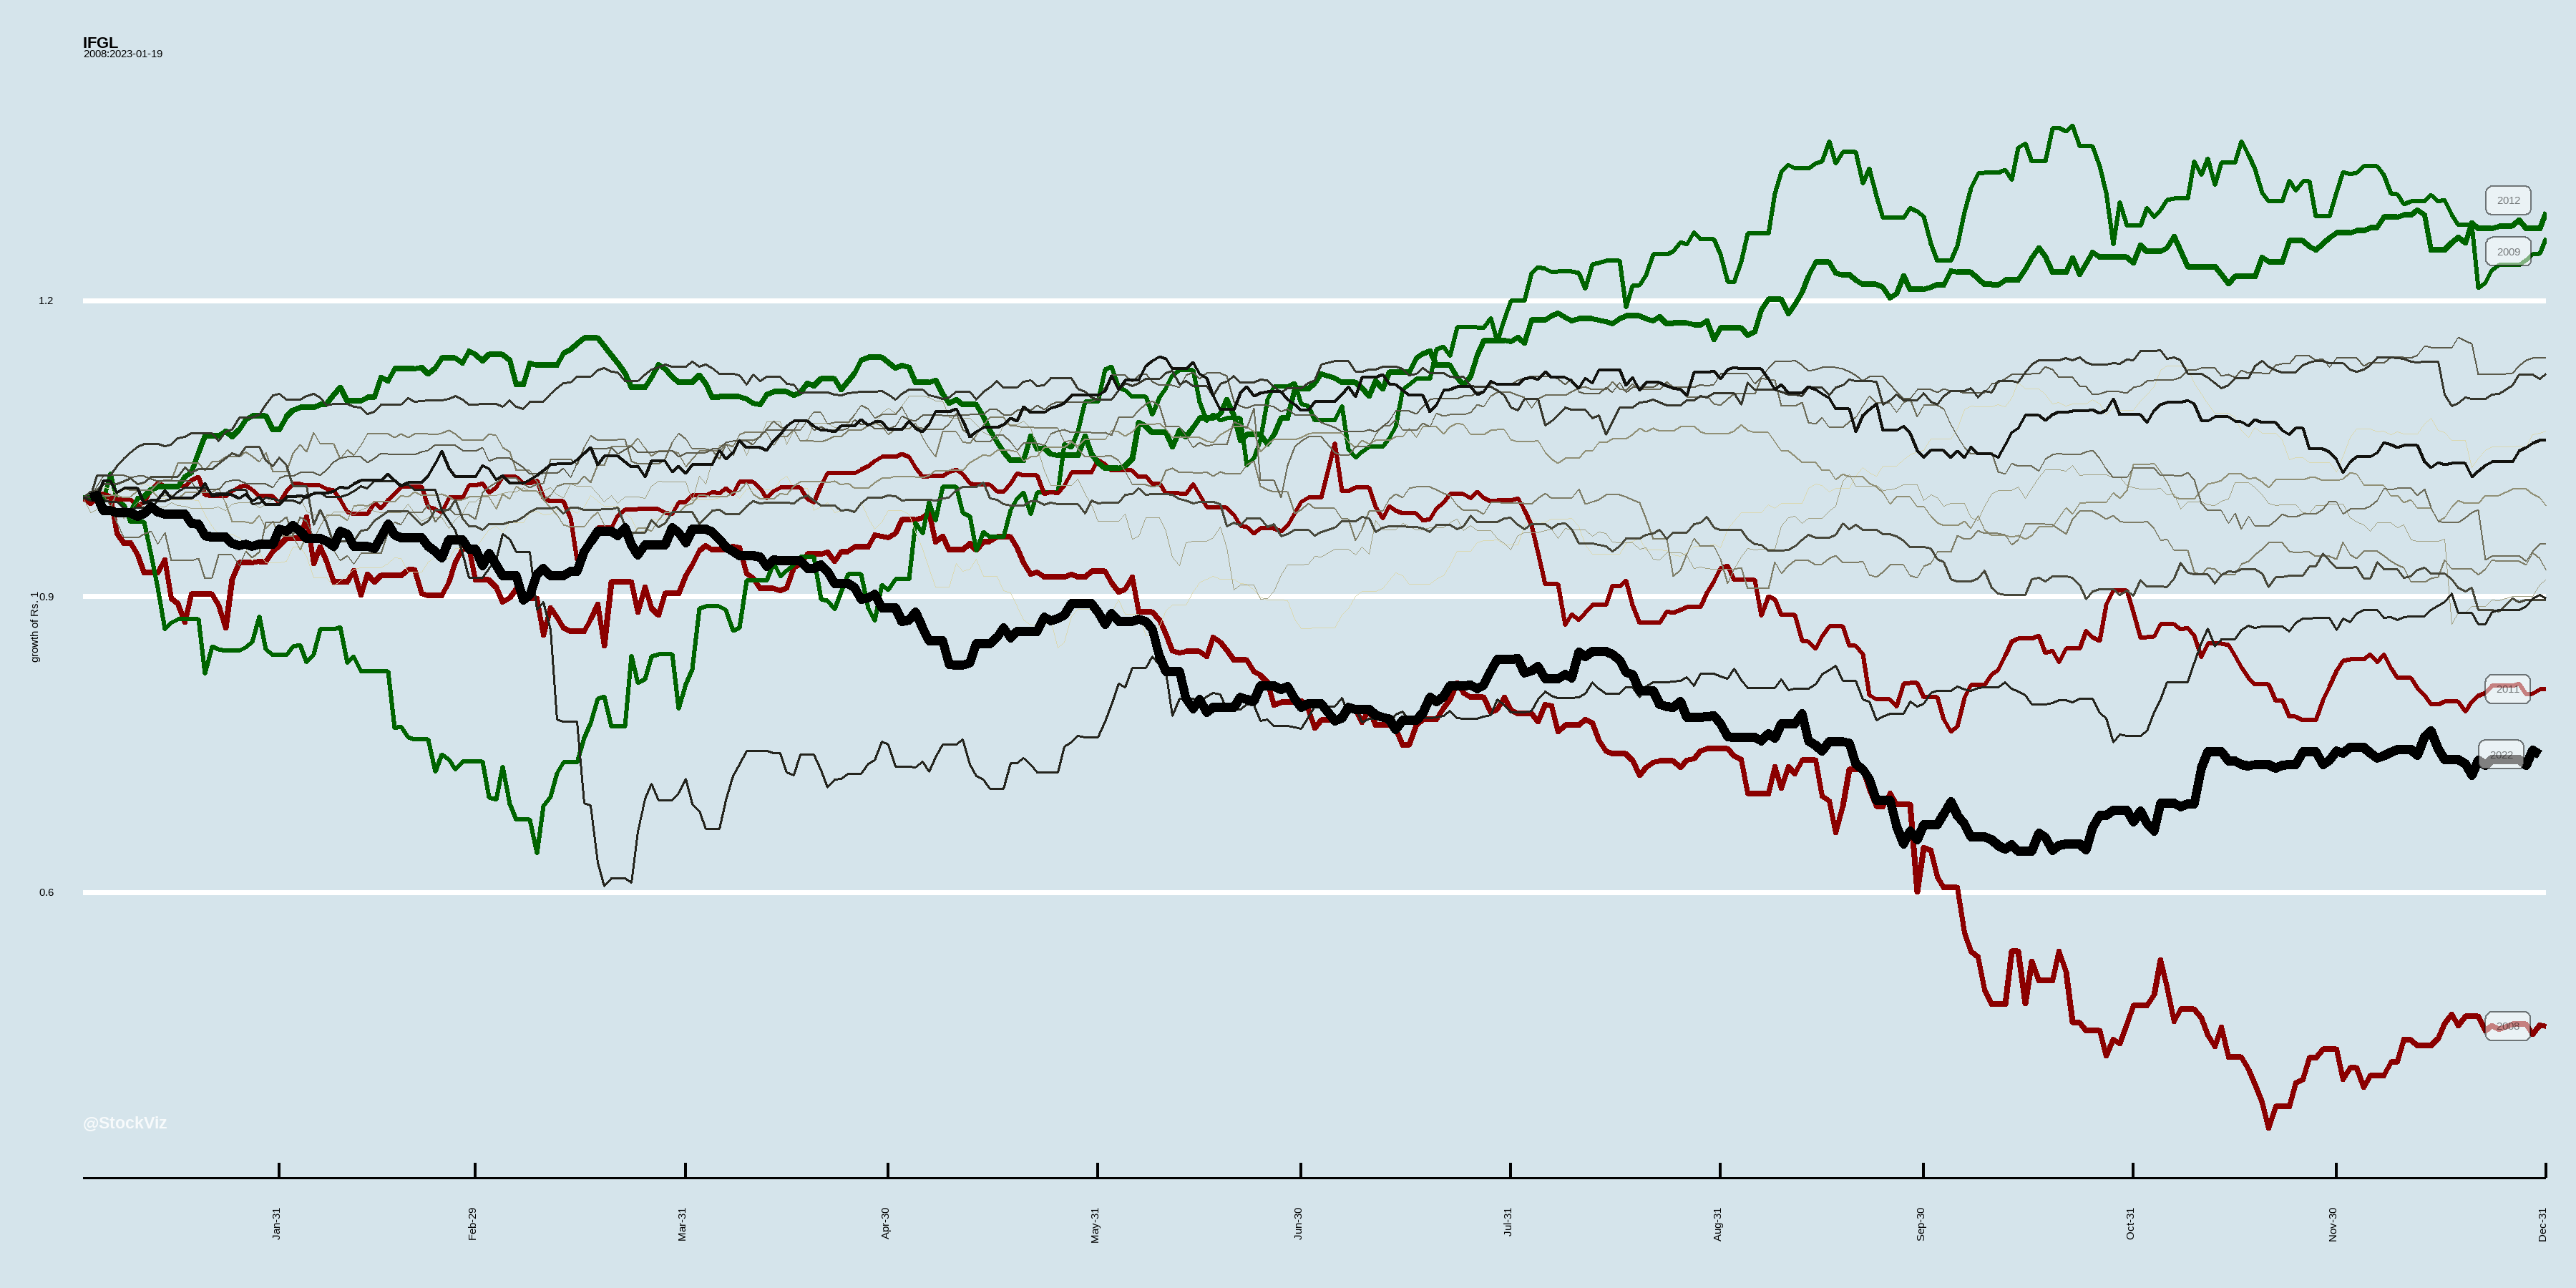 IFGL
2008:2023-01-19
2012
2009
1.2
0.9
growth of Rs. 1
2011
2022
0.6
2008
@StockViz
Jan-31
Feb-29
Mar-31
Apr-30
May-31
Jun-30
Jul-31
Aug-31
Sep-30
Oct-31
Nov-30
Dec-31